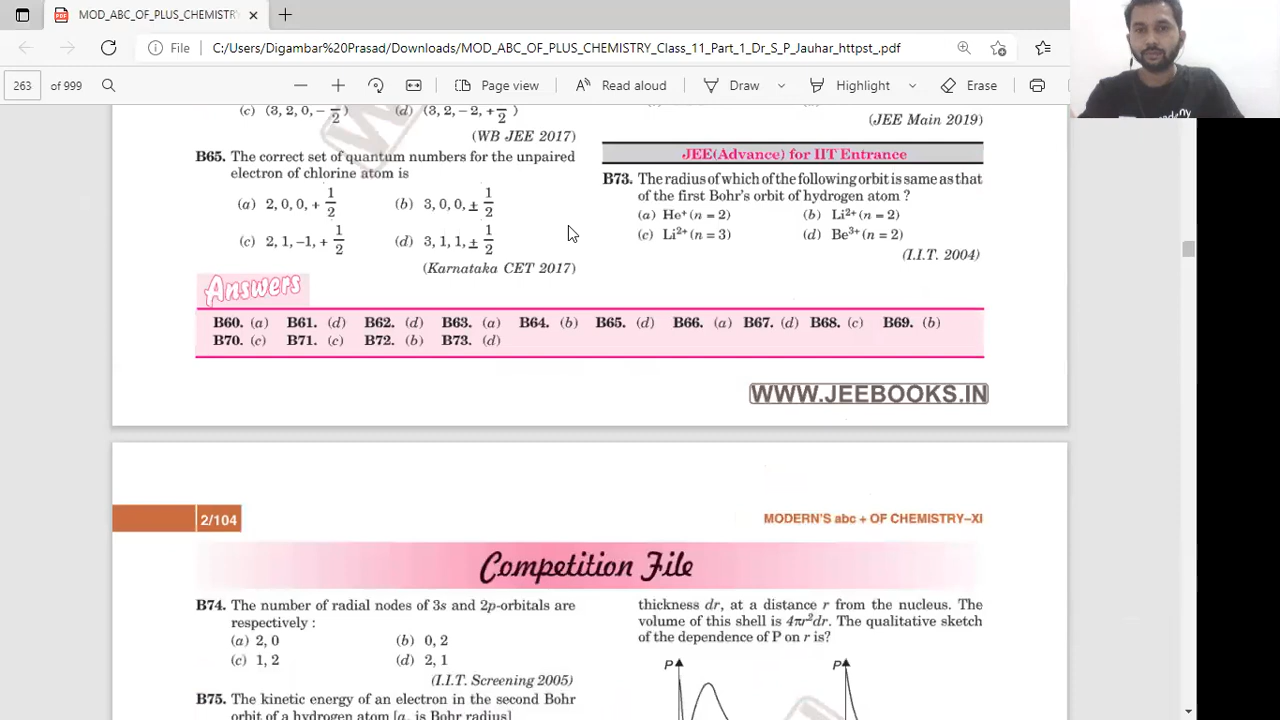 MOD_ABC_OF_PLUS_CHEMISTRY
File
C:/Users/Digambar%20Prasad/Downloads/MOD_ABC_OF_PLUS_CHEMISTRY_Class_11_Part_1_Dr_S_P_Jauhar_httpst_.pdf
263 of 999
Page view
Read aloud
Draw
Highlight
Erase
(c) (3, 2, 0, – 1/2) (d) (3, 2, – 2, + 1/2)
(WB JEE 2017)
B65. The correct set of quantum numbers for the unpaired
electron of chlorine atom is
(a) 2, 0, 0, + 1/2 (b) 3, 0, 0, ± 1/2
(c) 2, 1, –1, + 1/2 (d) 3, 1, 1, ± 1/2
(Karnataka CET 2017)
(JEE Main 2019)
JEE(Advance) for IIT Entrance
B73. The radius of which of the following orbit is same as that
of the first Bohr's orbit of hydrogen atom ?
(a) He⁺ (n = 2) (b) Li²⁺ (n = 2)
(c) Li²⁺ (n = 3) (d) Be³⁺ (n = 2)
(I.I.T. 2004)
Answers
B60. (a) B61. (d) B62. (d) B63. (a) B64. (b) B65. (d) B66. (a) B67. (d) B68. (c) B69. (b)
B70. (c) B71. (c) B72. (b) B73. (d)
WWW.JEEBOOKS.IN
2/104
MODERN'S abc + OF CHEMISTRY–XI
Competition File
B74. The number of radial nodes of 3s and 2p-orbitals are
respectively :
(a) 2, 0 (b) 0, 2
(c) 1, 2 (d) 2, 1
(I.I.T. Screening 2005)
B75. The kinetic energy of an electron in the second Bohr
orbit of a hydrogen atom [a₀ is Bohr radius]
thickness dr, at a distance r from the nucleus. The
volume of this shell is 4πr²dr. The qualitative sketch
of the dependence of P on r is?
P
P